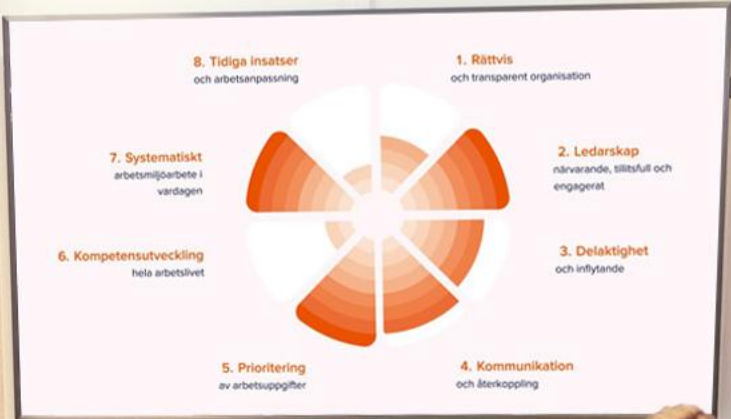 8. Tidiga insatser
och arbetsanpassning
1. Rättvis
och transparent organisation
2. Ledarskap
närvarande, tillitsfull och
engagerat
3. Delaktighet
och inflytande
4. Kommunikation
och återkoppling
5. Prioritering
av arbetsuppgifter
6. Kompetensutveckling
hela arbetslivet
7. Systematiskt
arbetsmiljöarbete i
vardagen